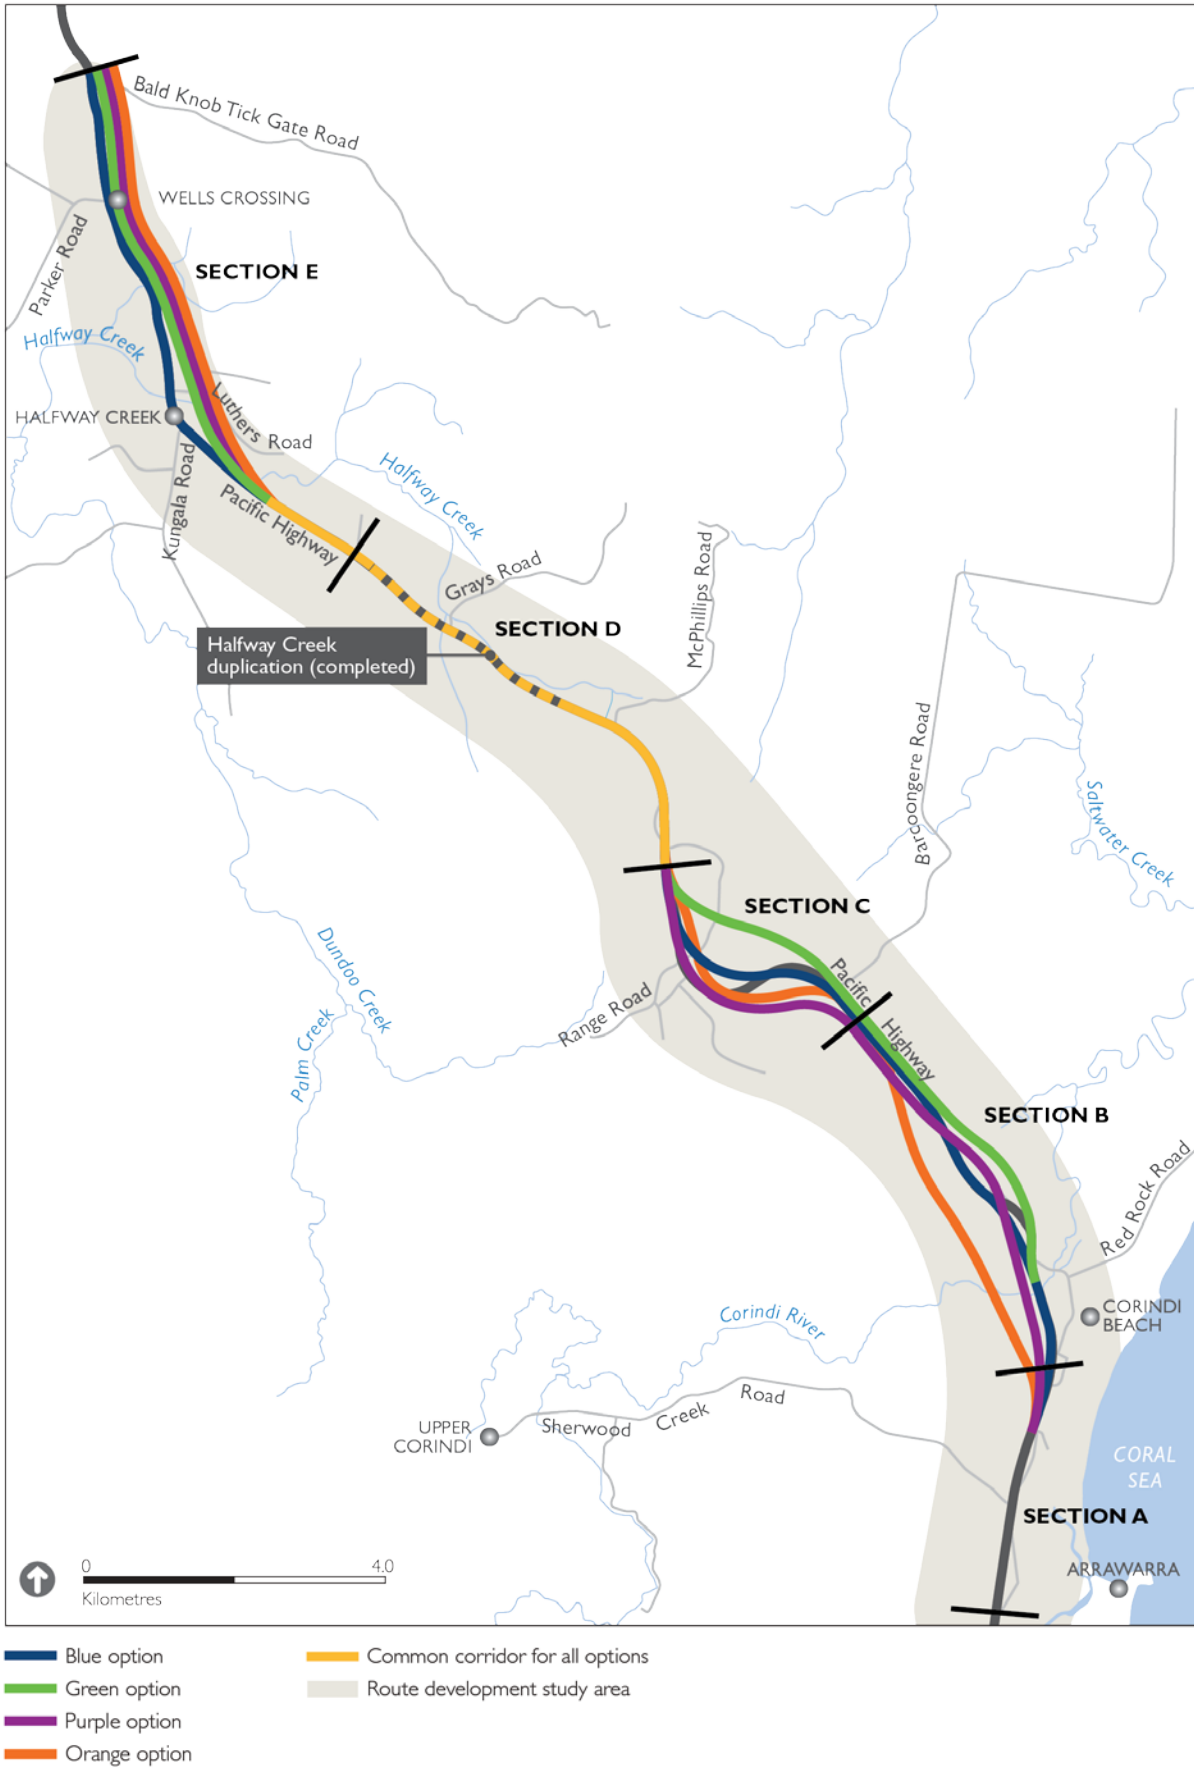 Bald Knob Tick Gate Road
WELLS CROSSING
Parker Road
SECTION E
Halfway Creek
Luthers Road
HALFWAY CREEK
Kungala Road
Pacific Highway
Halfway Creek
Grays Road
McPhillips Road
SECTION D
Halfway Creek
duplication (completed)
Barcoongere Road
Saltwater Creek
SECTION C
Pacific Highway
Dundoo Creek
Palm Creek
Range Road
SECTION B
Red Rock Road
CORINDI
BEACH
Corindi River
Sherwood Creek Road
UPPER
CORINDI
CORAL
SEA
SECTION A
ARRAWARRA
0 4.0
Kilometres
Blue option
Green option
Purple option
Orange option
Common corridor for all options
Route development study area